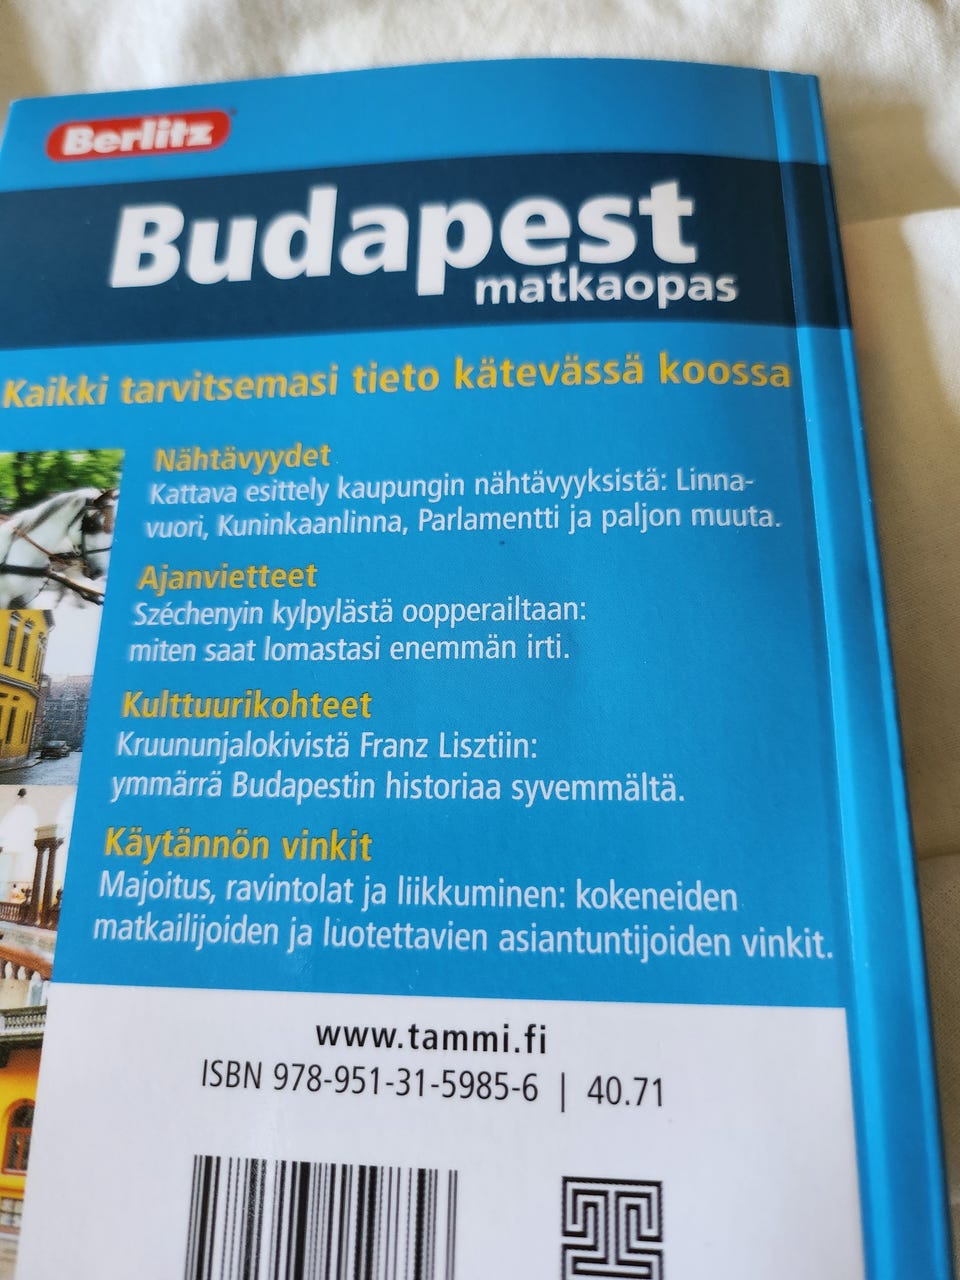 Berlitz
Budapest
matkaopas
Kaikki tarvitsemasi tieto kätevässä koossa
Nähtävyydet
Kattava esittely kaupungin nähtävyyksistä: Linna-
vuori, Kuninkaanlinna, Parlamentti ja paljon muuta.
Ajanvietteet
Széchenyin kylpylästä oopperailtaan:
miten saat lomastasi enemmän irti.
Kulttuurikohteet
Kruununjalokivistä Franz Lisztiin:
ymmärrä Budapestin historiaa syvemmältä.
Käytännön vinkit
Majoitus, ravintolat ja liikkuminen: kokeneiden
matkailijoiden ja luotettavien asiantuntijoiden vinkit.
www.tammi.fi
ISBN 978-951-31-5985-6 | 40.71